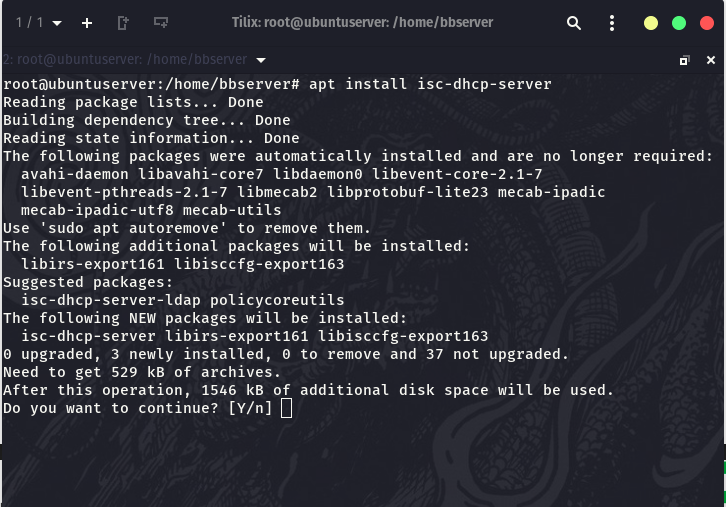 1 / 1
Tilix: root@ubuntuserver: /home/bbserver
2: root@ubuntuserver: /home/bbserver
root@ubuntuserver:/home/bbserver# apt install isc-dhcp-server
Reading package lists... Done
Building dependency tree... Done
Reading state information... Done
The following packages were automatically installed and are no longer required:
  avahi-daemon libavahi-core7 libdaemon0 libevent-core-2.1-7
  libevent-pthreads-2.1-7 libmecab2 libprotobuf-lite23 mecab-ipadic
  mecab-ipadic-utf8 mecab-utils
Use 'sudo apt autoremove' to remove them.
The following additional packages will be installed:
  libirs-export161 libisccfg-export163
Suggested packages:
  isc-dhcp-server-ldap policycoreutils
The following NEW packages will be installed:
  isc-dhcp-server libirs-export161 libisccfg-export163
0 upgraded, 3 newly installed, 0 to remove and 37 not upgraded.
Need to get 529 kB of archives.
After this operation, 1546 kB of additional disk space will be used.
Do you want to continue? [Y/n]